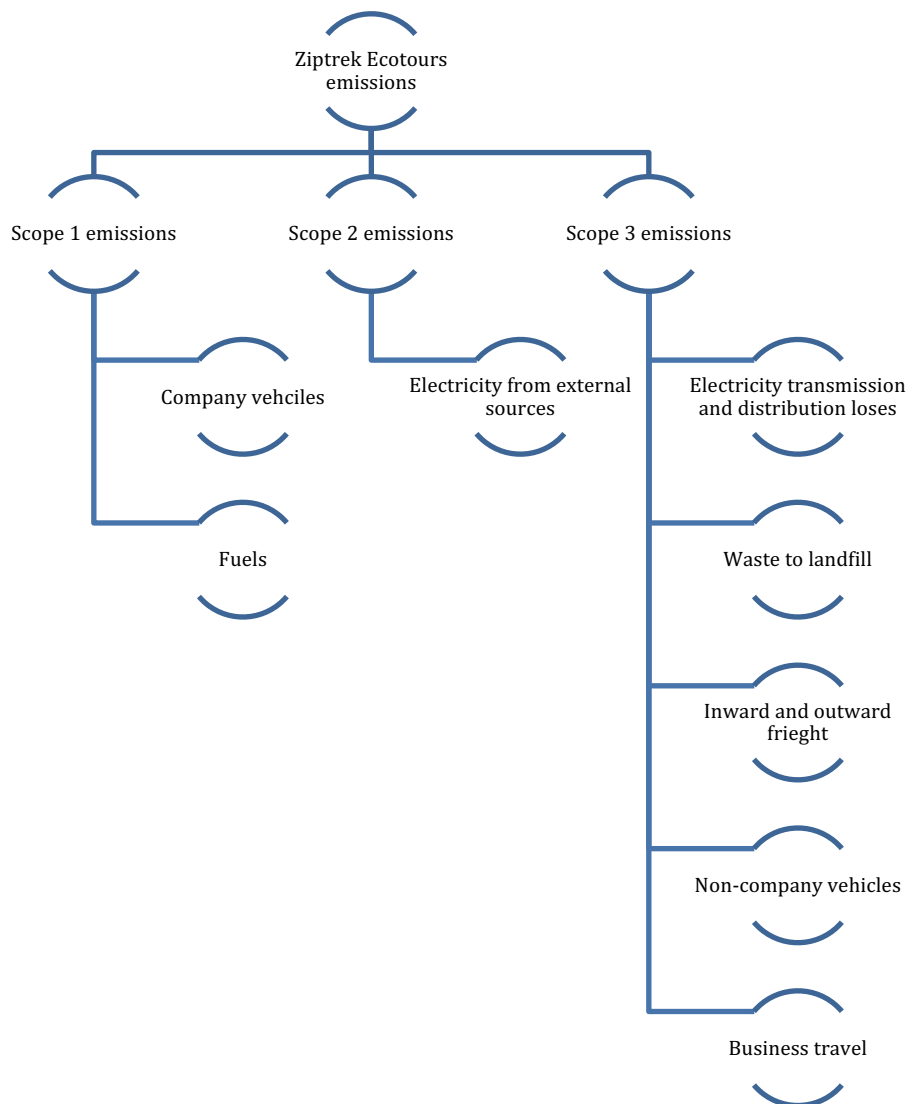 Ziptrek Ecotours
emissions
Scope 1 emissions
Scope 2 emissions
Scope 3 emissions
Company vehciles
Electricity from external
sources
Electricity transmission
and distribution loses
Fuels
Waste to landfill
Inward and outward
frieght
Non-company vehicles
Business travel